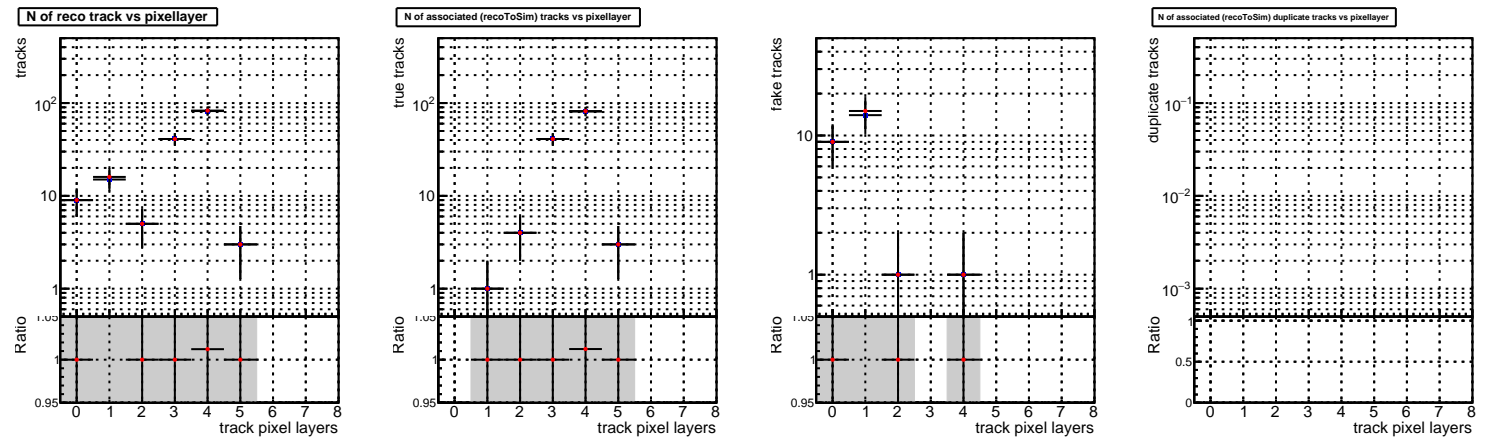 N of reco track vs pixellayer
tracks
10²
10
1
Ratio
1.05
1
0.95
0 1 2 3 4 5 6 7 8
track pixel layers
N of associated (recoToSim) tracks vs pixellayer
true tracks
10²
10
1
Ratio
1.05
1
0.95
0 1 2 3 4 5 6 7 8
track pixel layers
fake tracks
10
1
Ratio
1.05
1
0.95
0 1 2 3 4 5 6 7 8
track pixel layers
N of associated (recoToSim) duplicate tracks vs pixellayer
duplicate tracks
10⁻¹
10⁻²
10⁻³
Ratio
1
0.5
0
0 1 2 3 4 5 6 7 8
track pixel layers